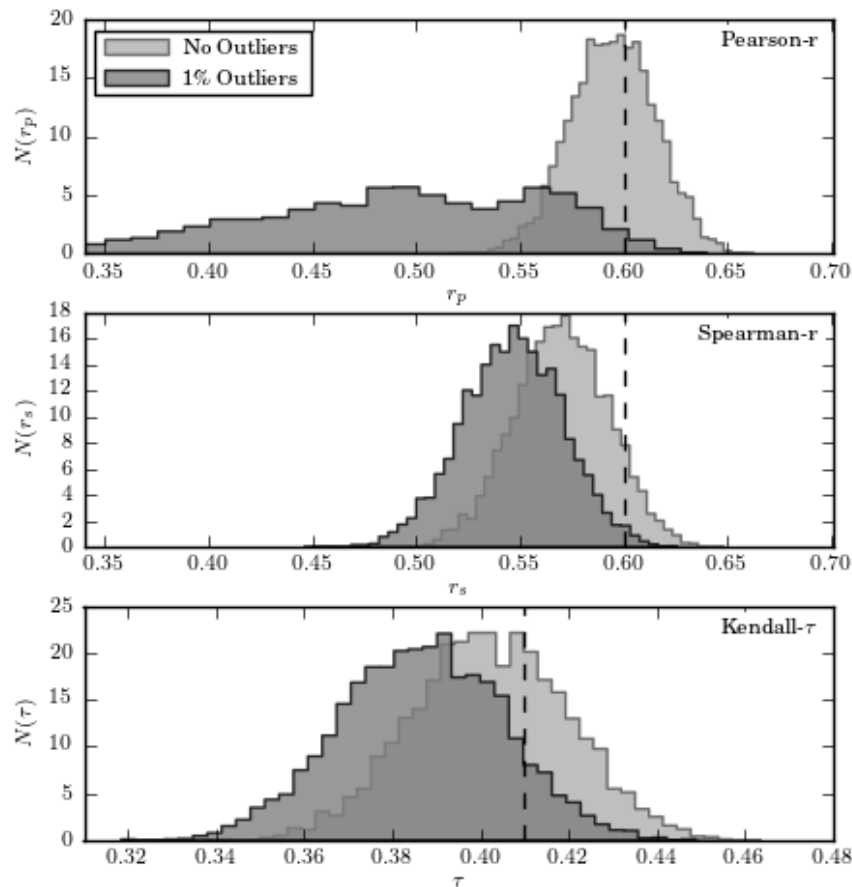 No Outliers
1% Outliers
Pearson-r
N(r_p)
20
15
10
5
0
0.35 0.40 0.45 0.50 0.55 0.60 0.65 0.70
r_p
Spearman-r
N(r_s)
18
16
14
12
10
8
6
4
2
0
0.35 0.40 0.45 0.50 0.55 0.60 0.65 0.70
r_s
Kendall-τ
N(τ)
25
20
15
10
5
0
0.32 0.34 0.36 0.38 0.40 0.42 0.44 0.46 0.48
τ